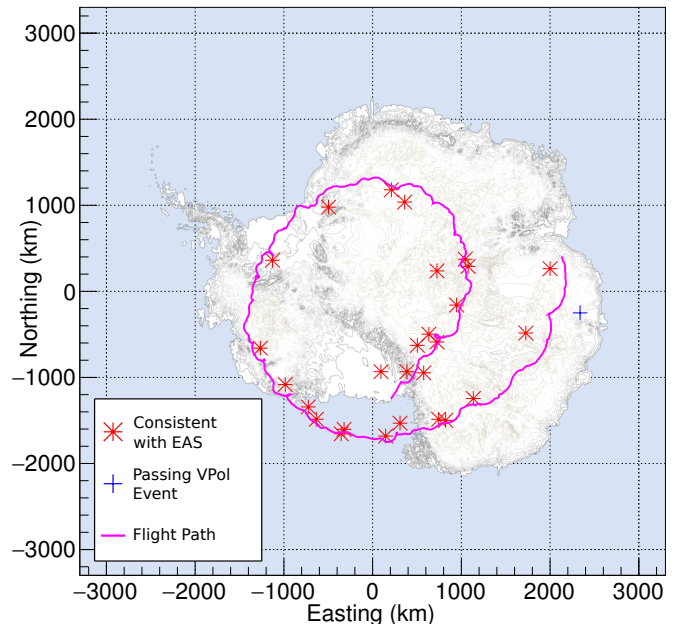 3000
2000
1000
0
−1000
−2000
−3000
Northing (km)
Consistent
with EAS
Passing VPol
Event
Flight Path
−3000 −2000 −1000 0 1000 2000 3000
Easting (km)